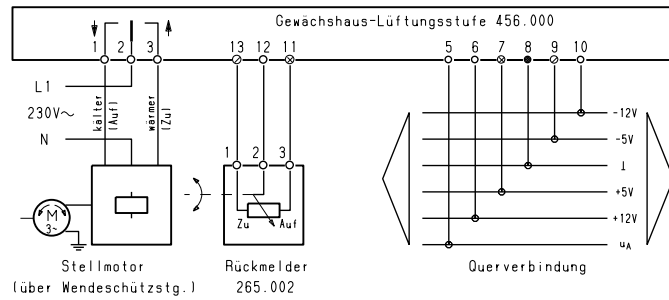 Gewächshaus-Lüftungsstufe 456.000
1 2 3 13 12 11 5 6 7 8 9 10
L1
230V~
N
kälter
(Auf)
wärmer
(Zu)
-12V
-5V
⊥
+5V
+12V
uA
1 2 3
Zu Auf
M
3~
Stellmotor
(über Wendeschützstg.)
Rückmelder
265.002
Querverbindung